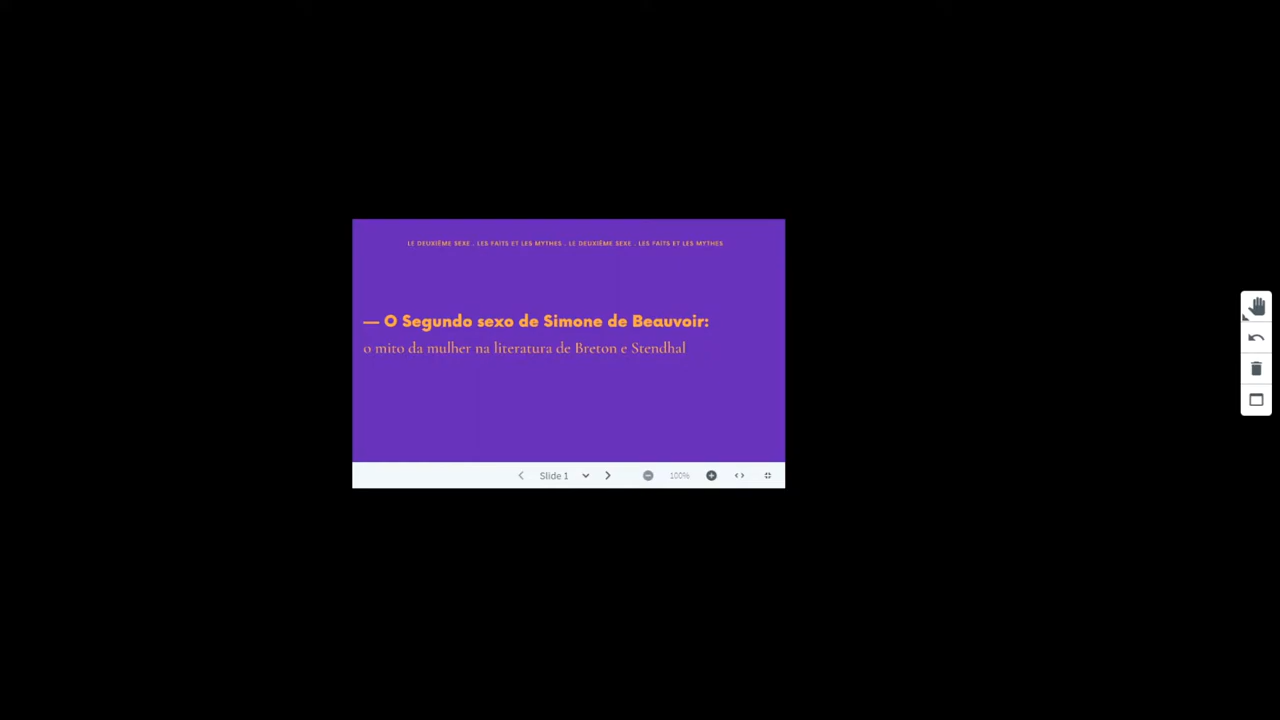 LE DEUXIÈME SEXE . LES FAITS ET LES MYTHES . LE DEUXIÈME SEXE . LES FAITS ET LES MYTHES
— O Segundo sexo de Simone de Beauvoir:
o mito da mulher na literatura de Breton e Stendhal
Slide 1
100%